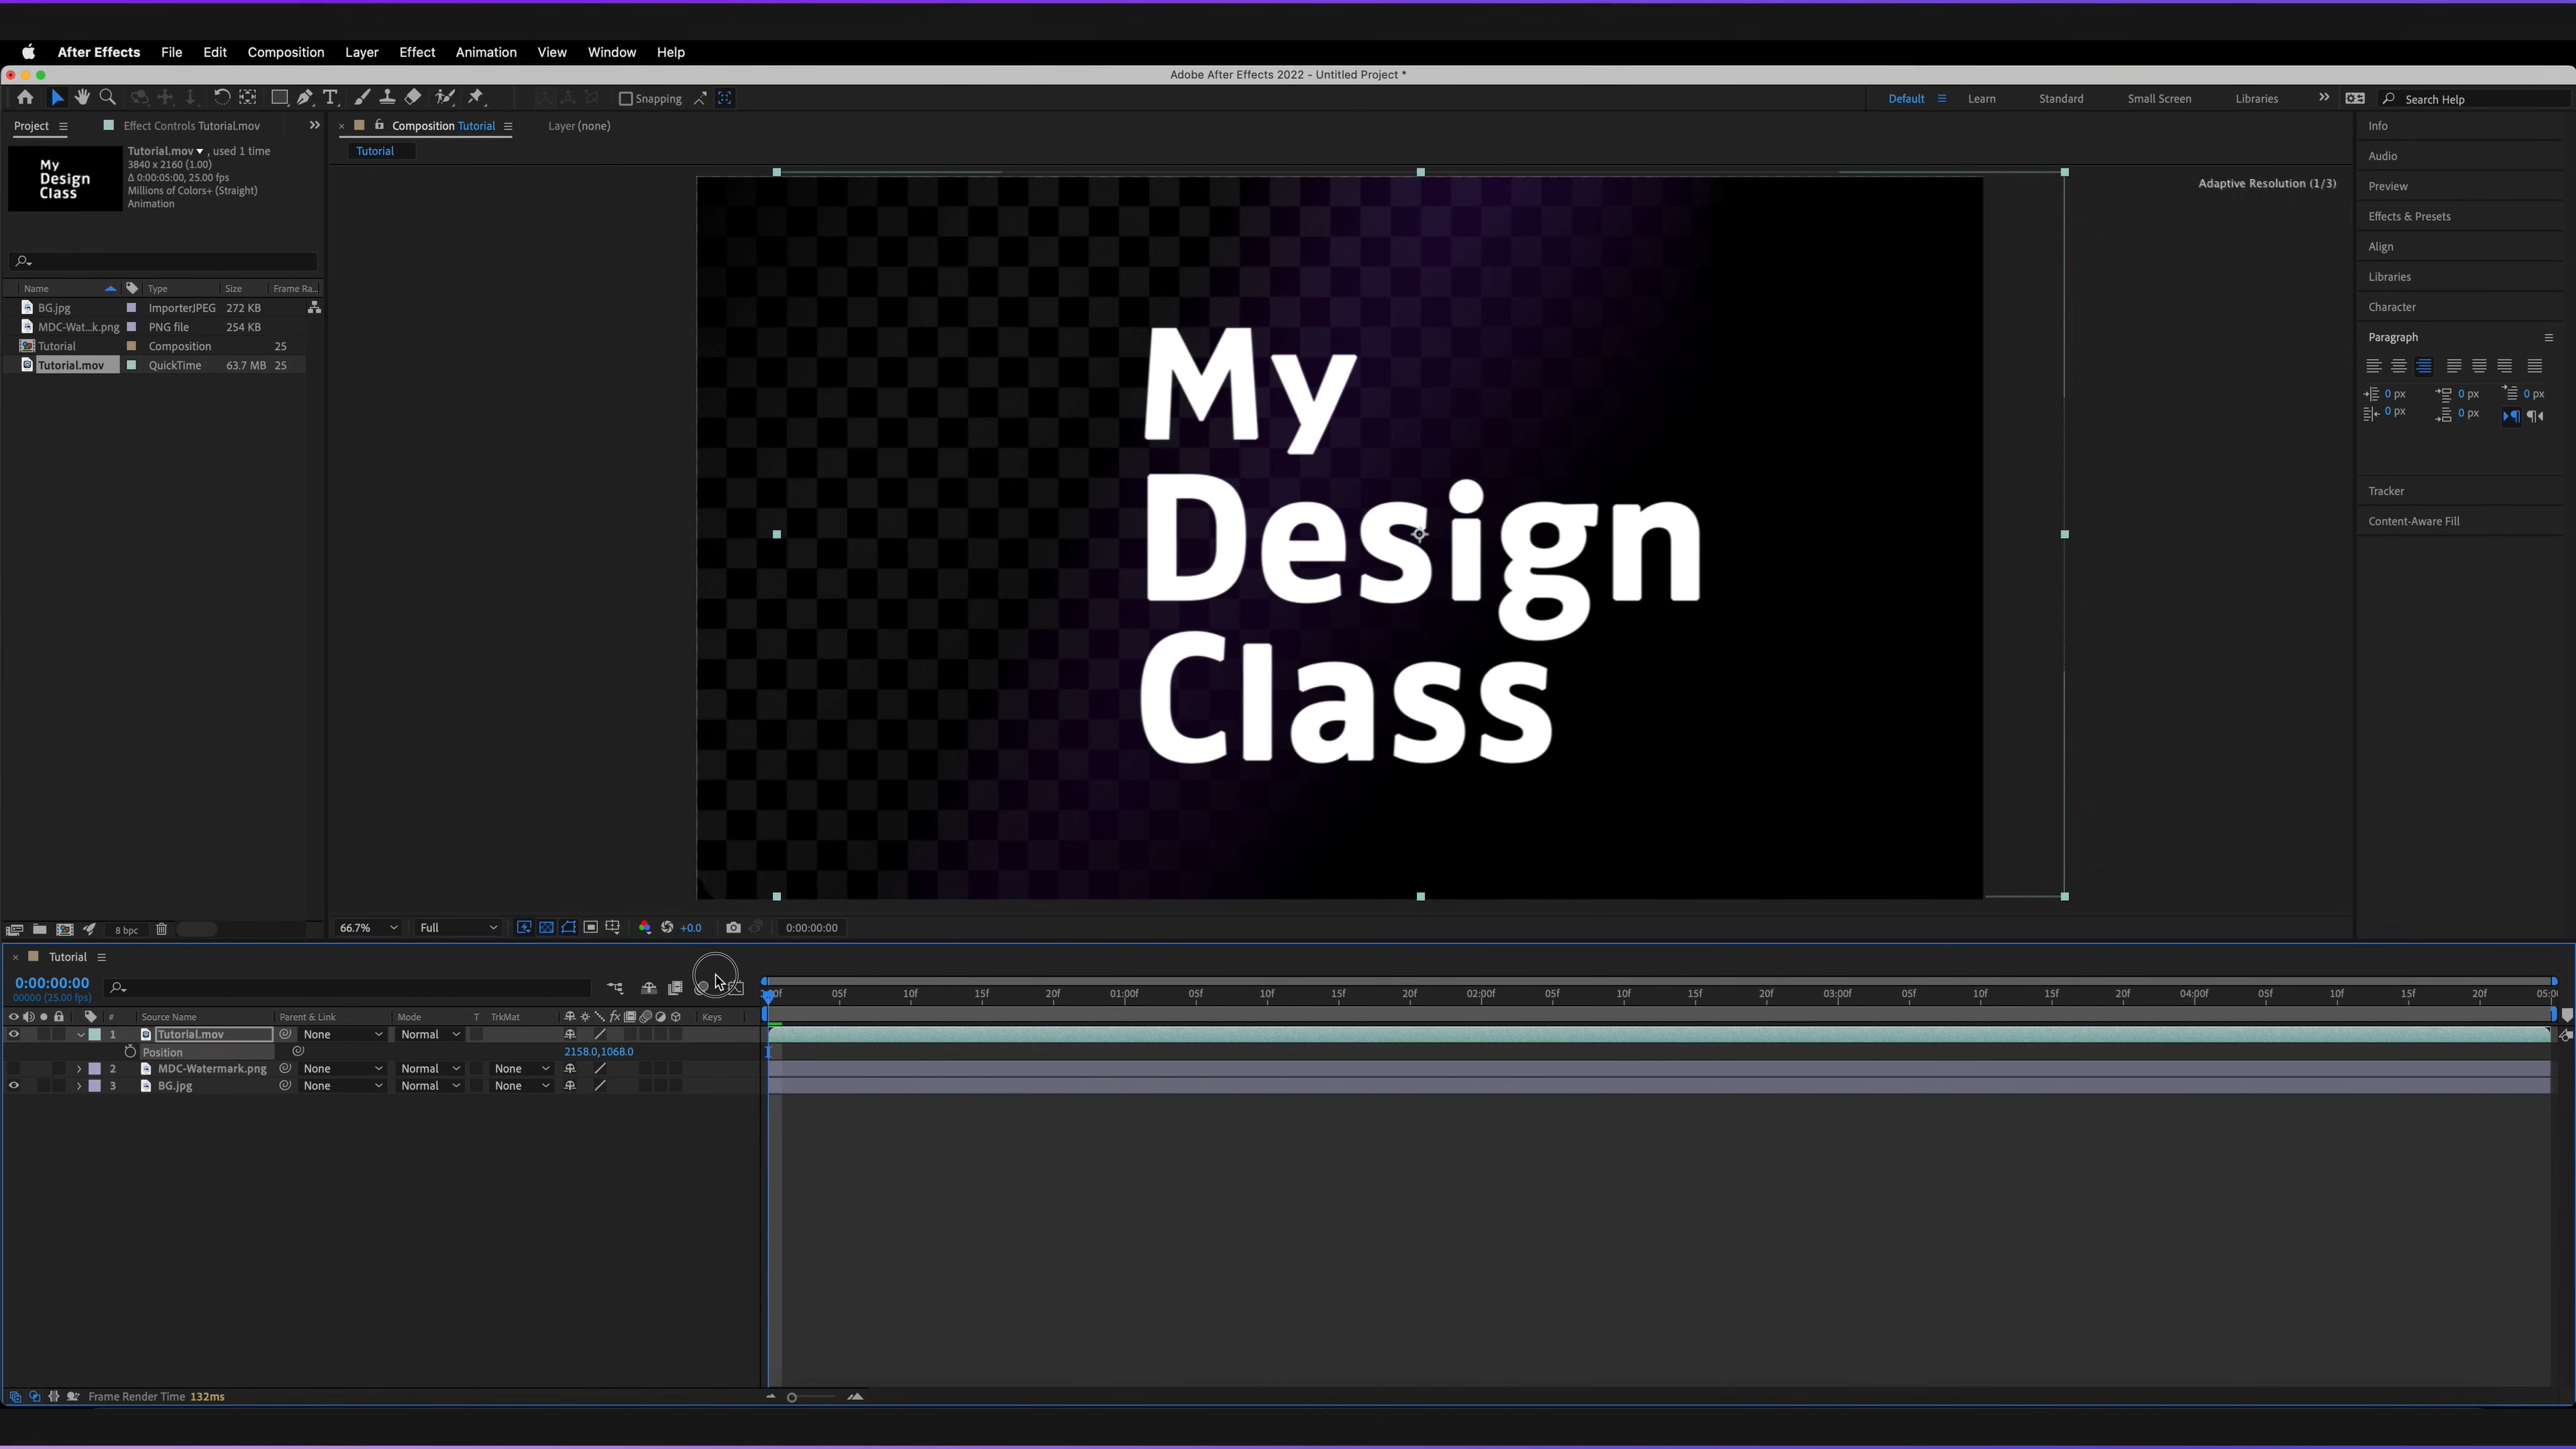 After Effects File Edit Composition Layer Effect Animation View Window Help
Adobe After Effects 2022 - Untitled Project *
Snapping
Default Learn Standard Small Screen Libraries Search Help
Project Effect Controls Tutorial.mov
Tutorial.mov , used 1 time
3840 x 2160 (1.00)
Δ 0:00:05:00, 25.00 fps
Millions of Colors+ (Straight)
Animation
My
Design
Class
Name Type Size Frame Ra...
BG.jpg ImporterJPEG 272 KB
MDC-Wat...k.png PNG file 254 KB
Tutorial Composition 25
Tutorial.mov QuickTime 63.7 MB 25
8 bpc
Composition Tutorial Layer (none)
Tutorial
Adaptive Resolution (1/3)
My
Design
Class
66.7% Full +0.0 0:00:00:00
Info
Audio
Preview
Effects & Presets
Align
Libraries
Character
Paragraph
0 px 0 px 0 px
0 px 0 px
Tracker
Content-Aware Fill
Tutorial
0:00:00:00
00000 (25.00 fps)
05f 10f 15f 20f 01:00f 05f 10f 15f 20f 02:00f 05f 10f 15f 20f 03:00f 05f 10f 15f 20f 04:00f 05f 10f 15f 20f
# Source Name Parent & Link Mode T TrkMat fx Keys
1 Tutorial.mov None Normal
Position 2158.0,1068.0
2 MDC-Watermark.png None Normal None
3 BG.jpg None Normal None
Frame Render Time 132ms